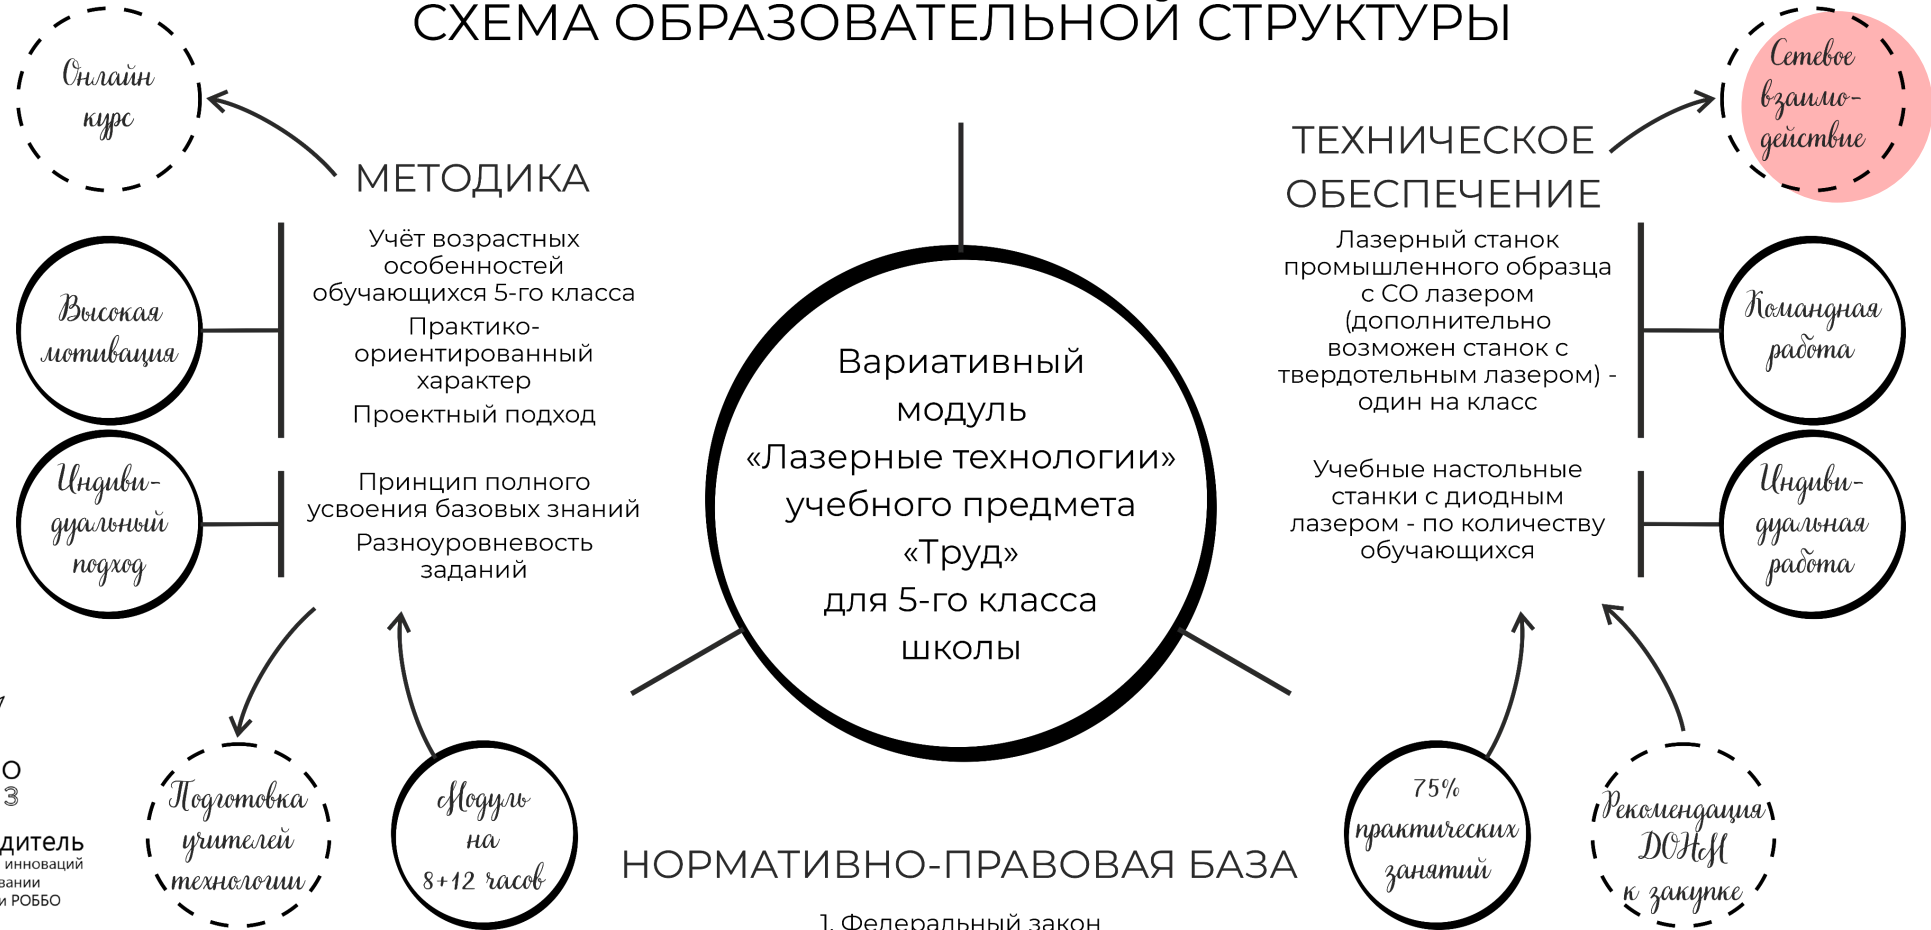 СХЕМА ОБРАЗОВАТЕЛЬНОЙ СТРУКТУРЫ
Онлайн
курс
МЕТОДИКА
Учёт возрастных
особенностей
обучающихся 5-го класса
Практико-
ориентированный
характер
Проектный подход
Принцип полного
усвоения базовых знаний
Разноуровневость
заданий
Высокая
мотивация
Индиви-
дуальный
подход
Подготовка
учителей
технологии
Модуль
на
8+12 часов
Вариативный
модуль
«Лазерные технологии»
учебного предмета
«Труд»
для 5-го класса
школы
ТЕХНИЧЕСКОЕ
ОБЕСПЕЧЕНИЕ
Лазерный станок
промышленного образца
с СО лазером
(дополнительно
возможен станок с
твердотельным лазером) -
один на класс
Учебные настольные
станки с диодным
лазером - по количеству
обучающихся
Сетевое
взаимо-
действие
Командная
работа
Индиви-
дуальная
работа
75%
практических
занятий
Рекомендация
ДОНМ
к закупке
НОРМАТИВНО-ПРАВОВАЯ БАЗА
1. Федеральный закон
О
З
дитель
инноваций
вании
и РОББО